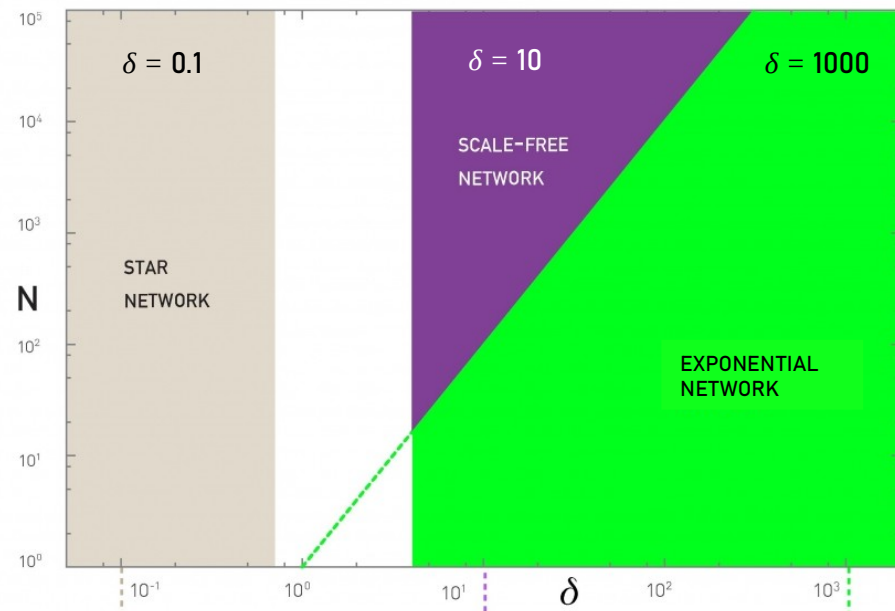 10⁵
δ = 0.1
δ = 10
δ = 1000
10⁴
SCALE-FREE
NETWORK
10³
STAR
NETWORK
N
10²
EXPONENTIAL
NETWORK
10¹
10⁰
10⁻¹
10⁰
10¹
δ
10²
10³